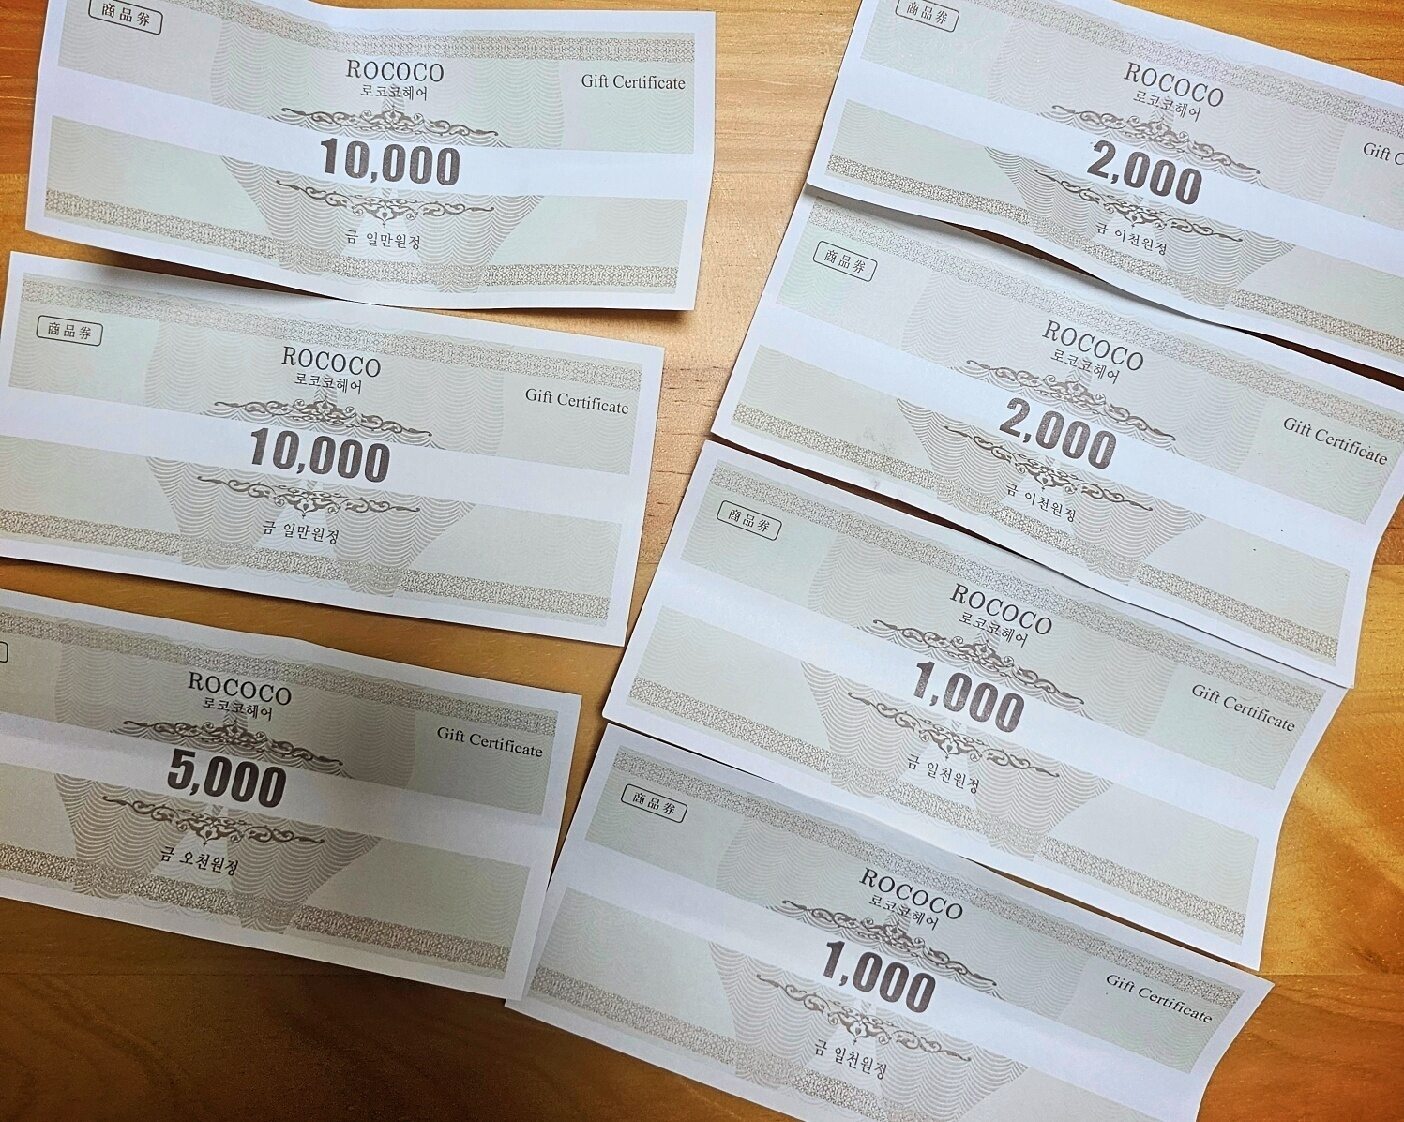 商品券
ROCOCO
로코코헤어
Gift Certificate
10,000
금 일만원정
商品券
ROCOCO
로코코헤어
Gift Certificate
10,000
금 일만원정
ROCOCO
로코코헤어
Gift Certificate
5,000
금 오천원정
商品券
ROCOCO
로코코헤어
Gift C
2,000
금 이천원정
商品券
ROCOCO
로코코헤어
Gift Certificate
2,000
금 이천원정
商品券
ROCOCO
로코코헤어
Gift Certificate
1,000
금 일천원정
商品券
ROCOCO
로코코헤어
Gift Certificate
1,000
금 일천원정